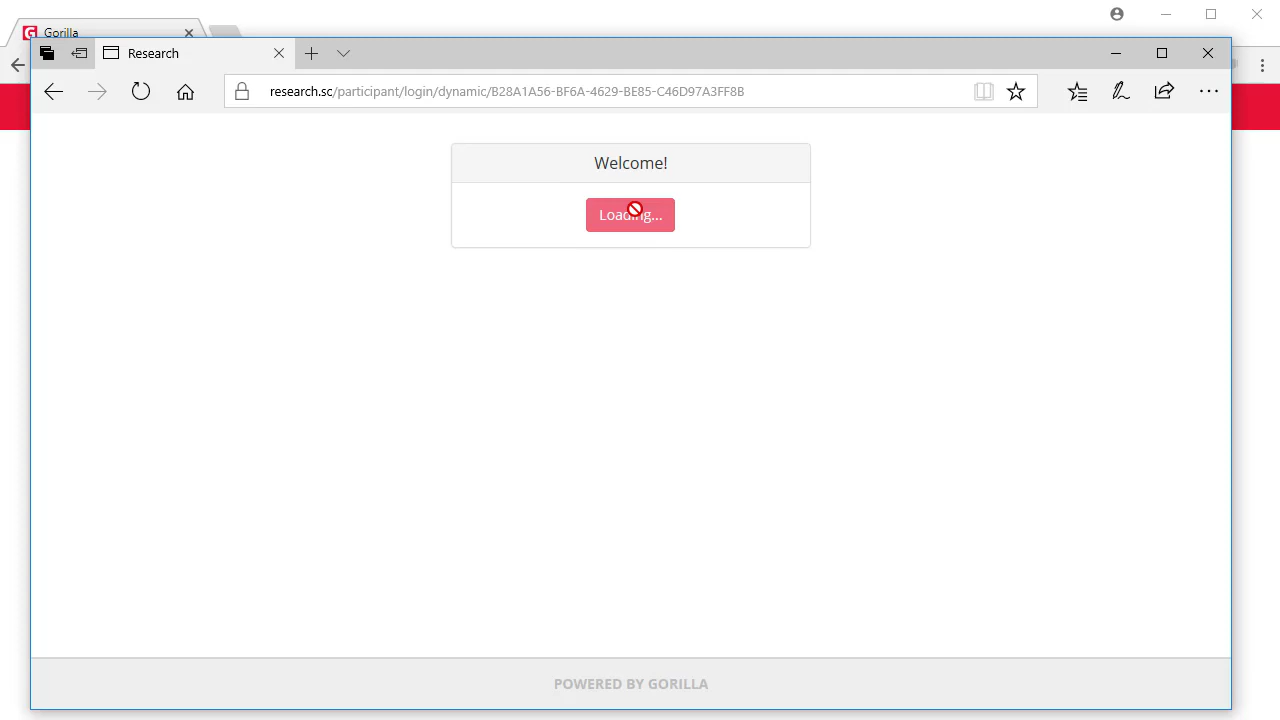 Gorilla
Research
research.sc/participant/login/dynamic/B28A1A56-BF6A-4629-BE85-C46D97A3FF8B
Welcome!
Loading...
POWERED BY GORILLA